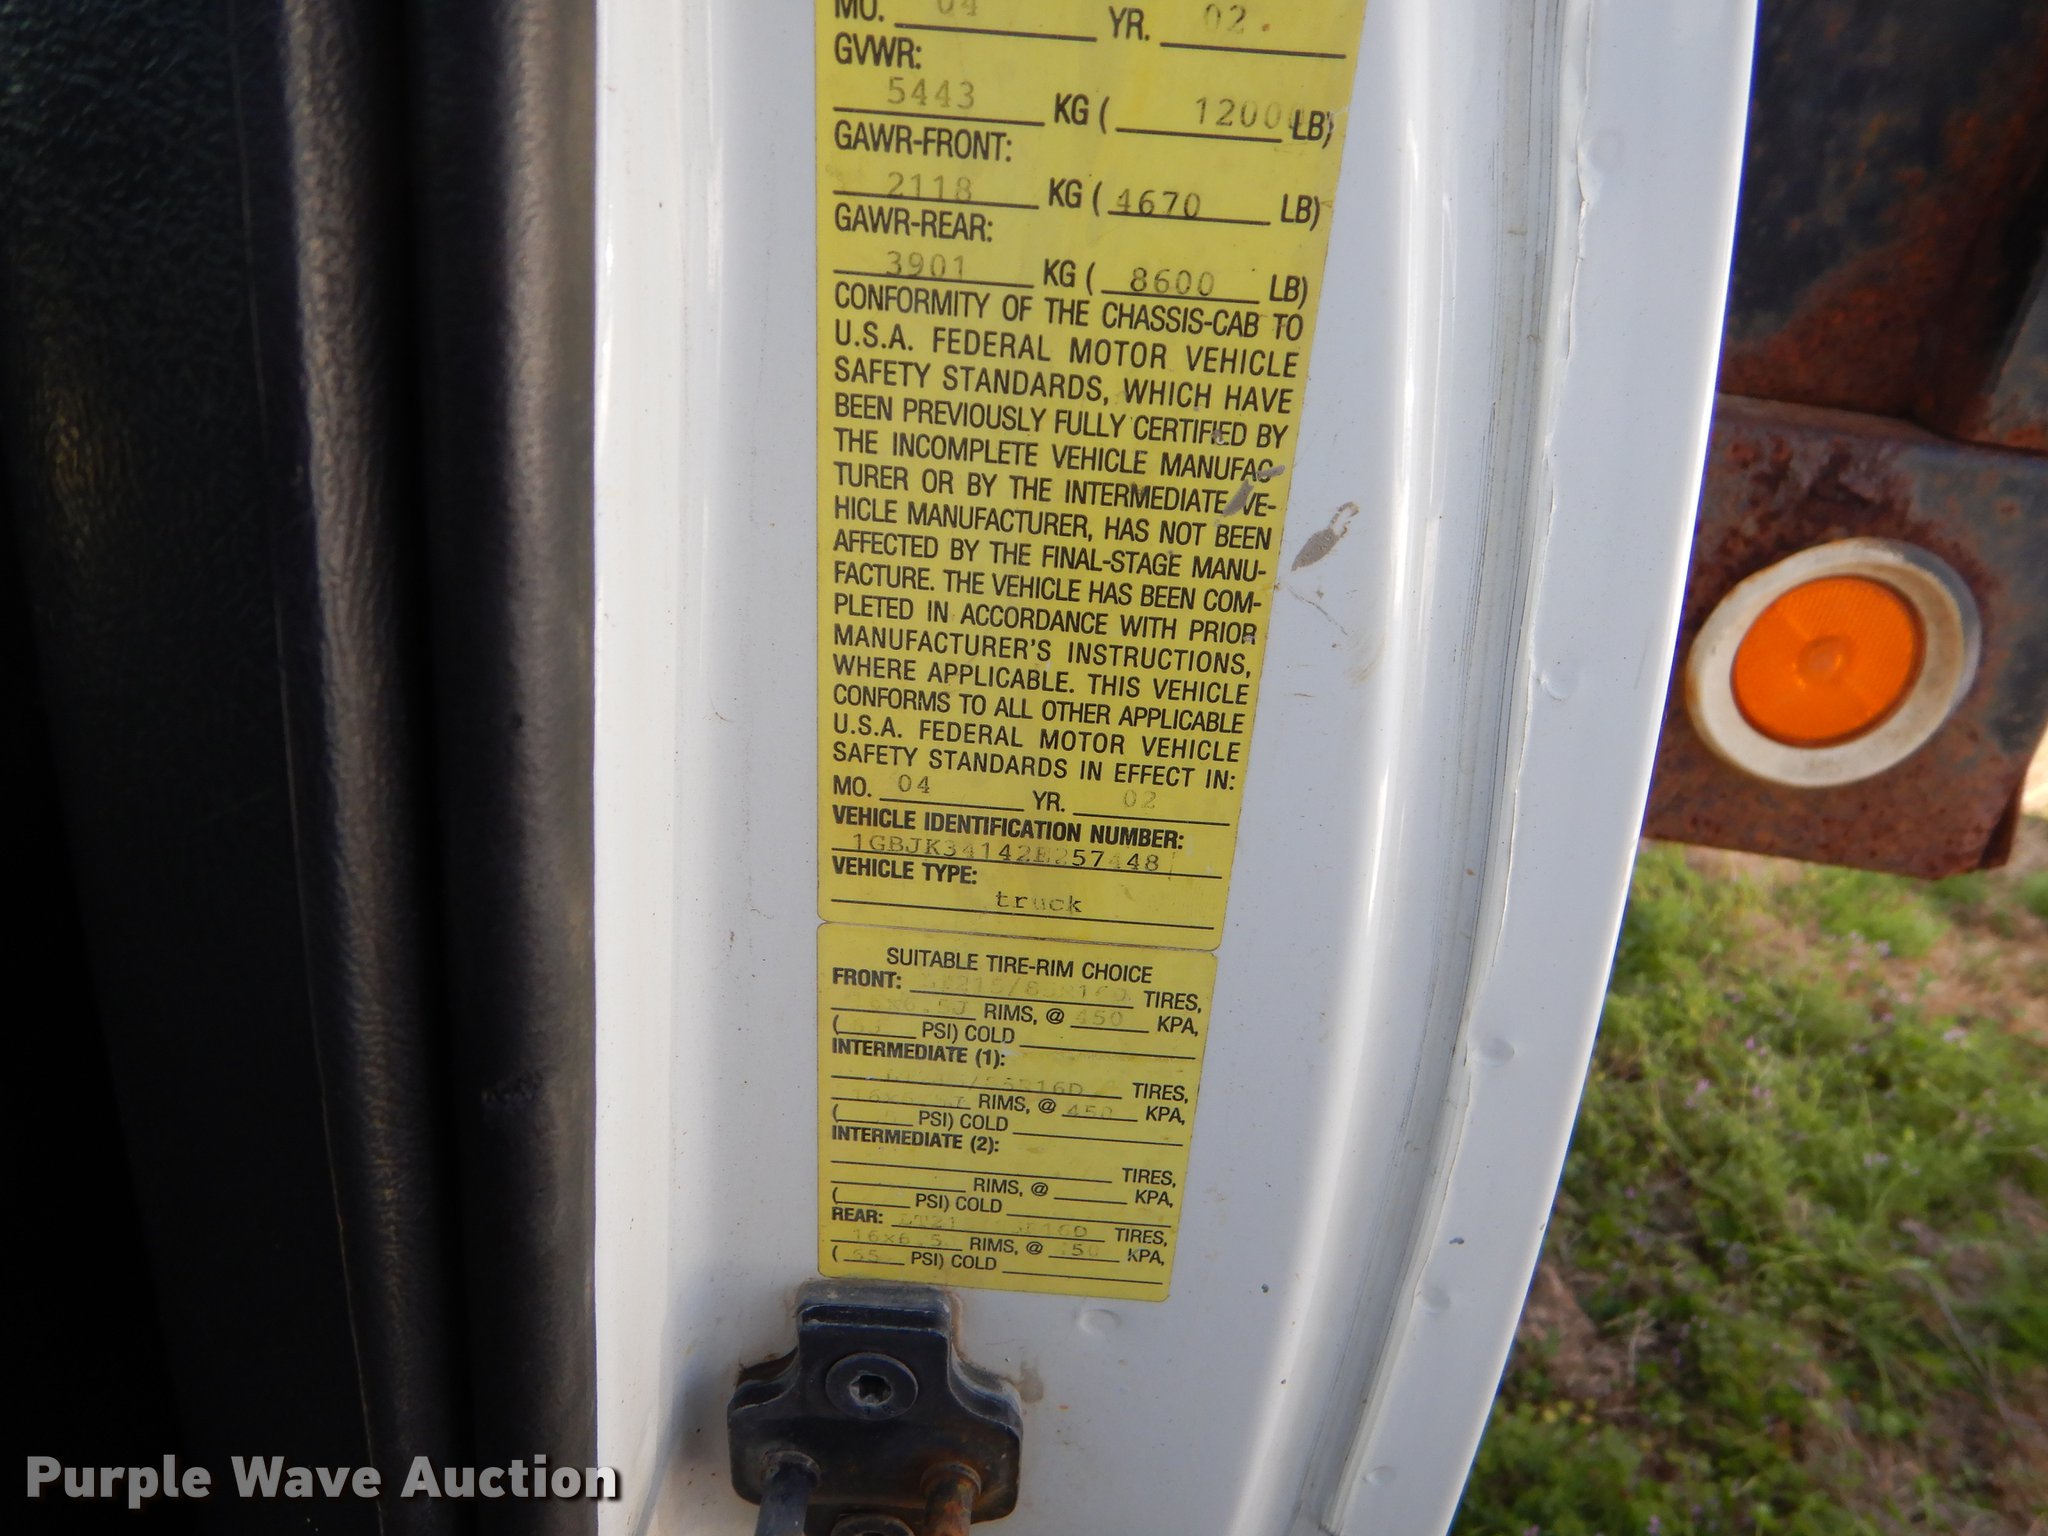 MO. 04 YR. 02
GVWR:
5443 KG ( 12000 LB)
GAWR-FRONT:
2118 KG ( 4670 LB)
GAWR-REAR:
3901 KG ( 8600 LB)
CONFORMITY OF THE CHASSIS-CAB TO
U.S.A. FEDERAL MOTOR VEHICLE
SAFETY STANDARDS, WHICH HAVE
BEEN PREVIOUSLY FULLY CERTIFIED BY
THE INCOMPLETE VEHICLE MANUFAC-
TURER OR BY THE INTERMEDIATE VE-
HICLE MANUFACTURER, HAS NOT BEEN
AFFECTED BY THE FINAL-STAGE MANU-
FACTURE. THE VEHICLE HAS BEEN COM-
PLETED IN ACCORDANCE WITH PRIOR
MANUFACTURER'S INSTRUCTIONS,
WHERE APPLICABLE. THIS VEHICLE
CONFORMS TO ALL OTHER APPLICABLE
U.S.A. FEDERAL MOTOR VEHICLE
SAFETY STANDARDS IN EFFECT IN:
MO. 04 YR. 02
VEHICLE IDENTIFICATION NUMBER:
1GBJK34142E257448
VEHICLE TYPE:
truck
SUITABLE TIRE-RIM CHOICE
FRONT: TIRES,
RIMS, @ 450 KPA,
( PSI) COLD
INTERMEDIATE (1):
TIRES,
RIMS, @ 450 KPA,
( PSI) COLD
INTERMEDIATE (2):
TIRES,
RIMS, @ KPA,
( PSI) COLD
REAR: TIRES,
16x6.5J RIMS, @ KPA,
( PSI) COLD
Purple Wave Auction